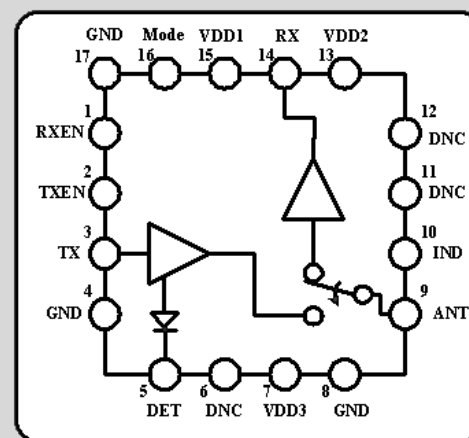 GND Mode VDD1 RX VDD2
17 16 15 14 13
1
RXEN
2
TXEN
3
TX
4
GND
12
DNC
11
DNC
10
IND
9
ANT
5 6 7 8
DET DNC VDD3 GND